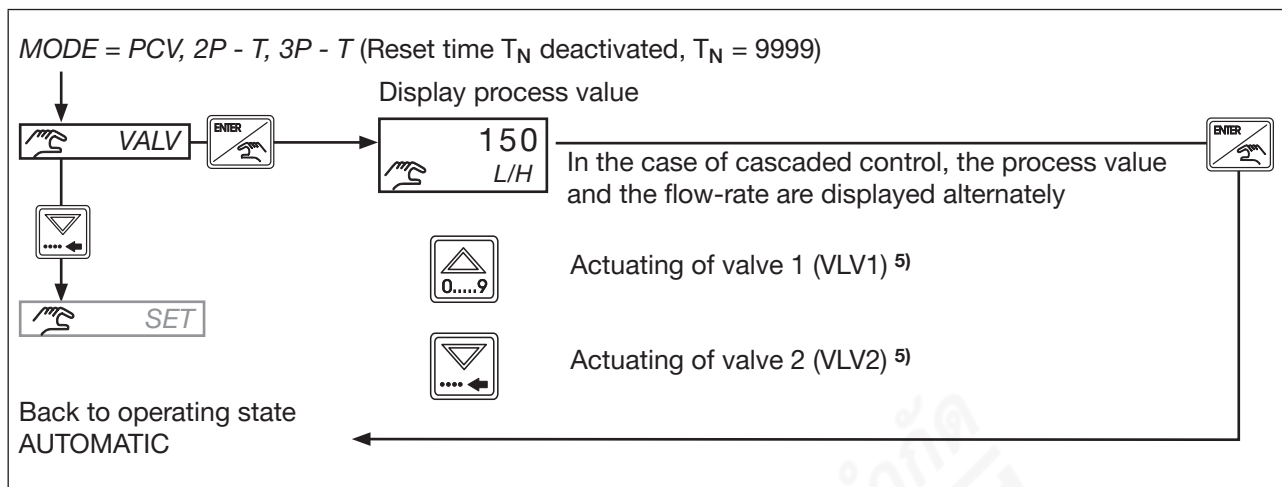 MODE = PCV, 2P - T, 3P - T (Reset time TN deactivated, TN = 9999)
Display process value
VALV
ENTER
150
L/H
ENTER
In the case of cascaded control, the process value
and the flow-rate are displayed alternately
0.....9
Actuating of valve 1 (VLV1) 5)
SET
Actuating of valve 2 (VLV2) 5)
Back to operating state
AUTOMATIC